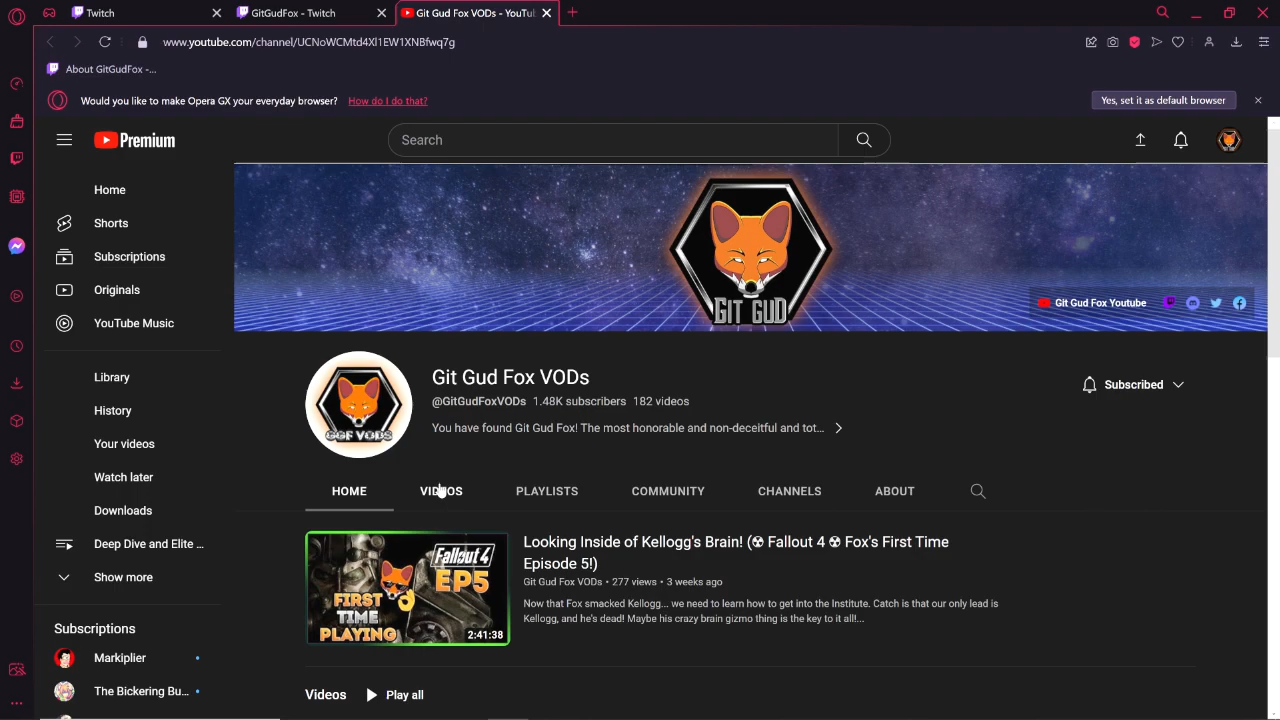 Twitch
GitGudFox - Twitch
Git Gud Fox VODs - YouTu
www.youtube.com/channel/UCNoWCMtd4Xl1EW1XNBfwq7g
About GitGudFox -...
Would you like to make Opera GX your everyday browser? How do I do that?
Yes, set it as default browser
Premium
Search
Home
Shorts
Subscriptions
Originals
YouTube Music
Library
History
Your videos
Watch later
Downloads
Deep Dive and Elite ...
Show more
Subscriptions
Markiplier
The Bickering Bu...
GIT GUD
Git Gud Fox Youtube
GGF VODS
Git Gud Fox VODs
@GitGudFoxVODs 1.48K subscribers 182 videos
You have found Git Gud Fox! The most honorable and non-deceitful and tot...
Subscribed
HOME
VIDEOS
PLAYLISTS
COMMUNITY
CHANNELS
ABOUT
Fallout 4
EP5
FIRST
TIME
PLAYING
2:41:38
Looking Inside of Kellogg's Brain! (☢ Fallout 4 ☢ Fox's First Time
Episode 5!)
Git Gud Fox VODs • 277 views • 3 weeks ago
Now that Fox smacked Kellogg... we need to learn how to get into the Institute. Catch is that our only lead is
Kellogg, and he's dead! Maybe his crazy brain gizmo thing is the key to it all!...
Videos
Play all